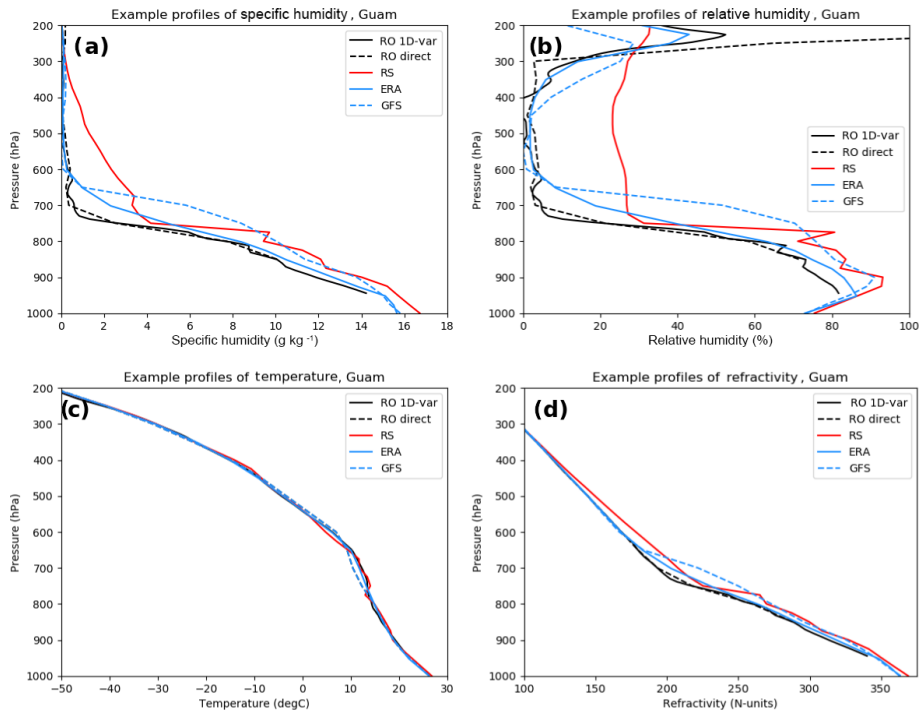 Example profiles of specific humidity, Guam
(a)
RO 1D-var
RO direct
RS
ERA
GFS
Pressure (hPa)
200
300
400
500
600
700
800
900
1000
0 2 4 6 8 10 12 14 16 18
Specific humidity (g kg⁻¹)
Example profiles of relative humidity, Guam
(b)
RO 1D-var
RO direct
RS
ERA
GFS
Pressure (hPa)
200
300
400
500
600
700
800
900
1000
0 20 40 60 80 100
Relative humidity (%)
Example profiles of temperature, Guam
(c)
RO 1D-var
RO direct
RS
ERA
GFS
Pressure (hPa)
200
300
400
500
600
700
800
900
1000
−50 −40 −30 −20 −10 0 10 20 30
Temperature (degC)
Example profiles of refractivity, Guam
(d)
RO 1D-var
RO direct
RS
ERA
GFS
Pressure (hPa)
200
300
400
500
600
700
800
900
1000
100 150 200 250 300 350
Refractivity (N-units)